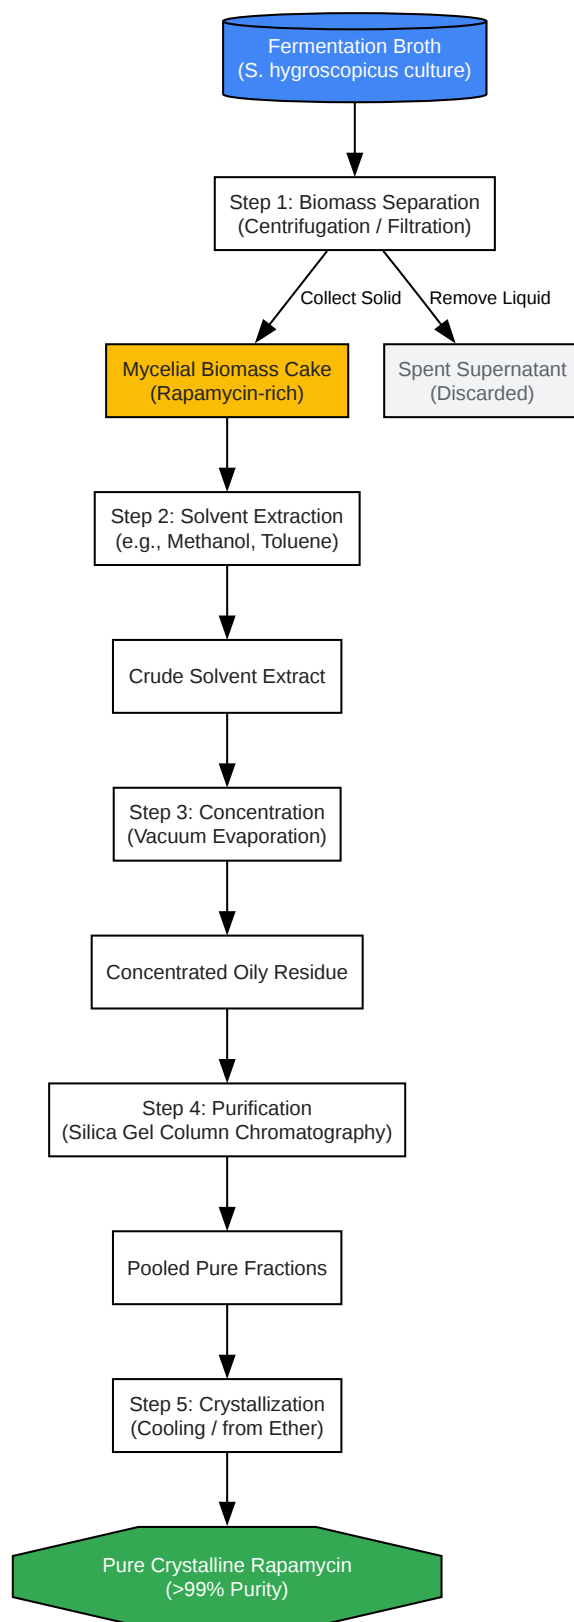 Fermentation Broth
(S. hygroscopicus culture)
Step 1: Biomass Separation
(Centrifugation / Filtration)
Collect Solid
Remove Liquid
Mycelial Biomass Cake
(Rapamycin-rich)
Spent Supernatant
(Discarded)
Step 2: Solvent Extraction
(e.g., Methanol, Toluene)
Crude Solvent Extract
Step 3: Concentration
(Vacuum Evaporation)
Concentrated Oily Residue
Step 4: Purification
(Silica Gel Column Chromatography)
Pooled Pure Fractions
Step 5: Crystallization
(Cooling / from Ether)
Pure Crystalline Rapamycin
(>99% Purity)